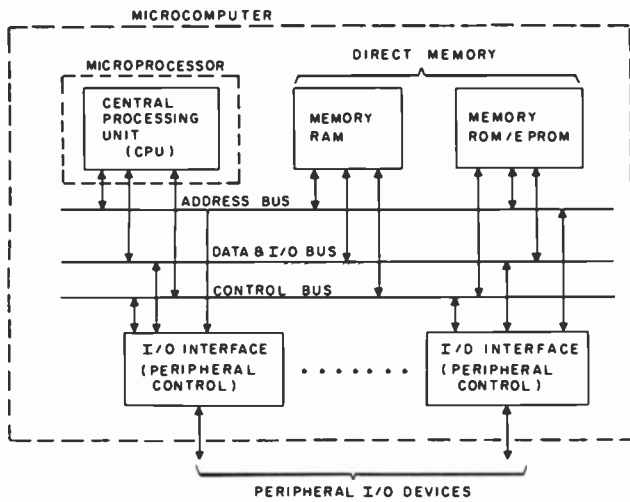 MICROCOMPUTER
DIRECT MEMORY
MICROPROCESSOR
CENTRAL
PROCESSING
UNIT
(CPU)
MEMORY
RAM
MEMORY
ROM/EPROM
ADDRESS BUS
DATA & I/O BUS
CONTROL BUS
I/O INTERFACE
(PERIPHERAL
CONTROL)
I/D INTERFACE
(PERIPHERAL
CONTROL)
PERIPHERAL I/O DEVICES